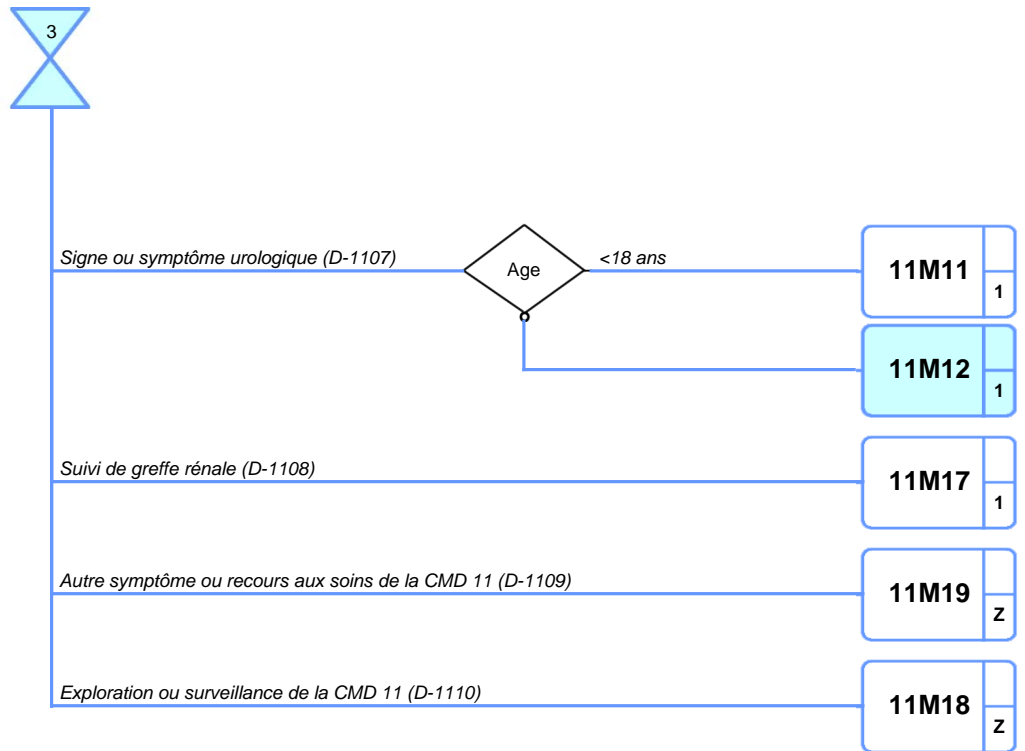 3
Signe ou symptôme urologique (D-1107)
Age
<18 ans
11M11
1
11M12
1
Suivi de greffe rénale (D-1108)
11M17
1
Autre symptôme ou recours aux soins de la CMD 11 (D-1109)
11M19
Z
Exploration ou surveillance de la CMD 11 (D-1110)
11M18
Z